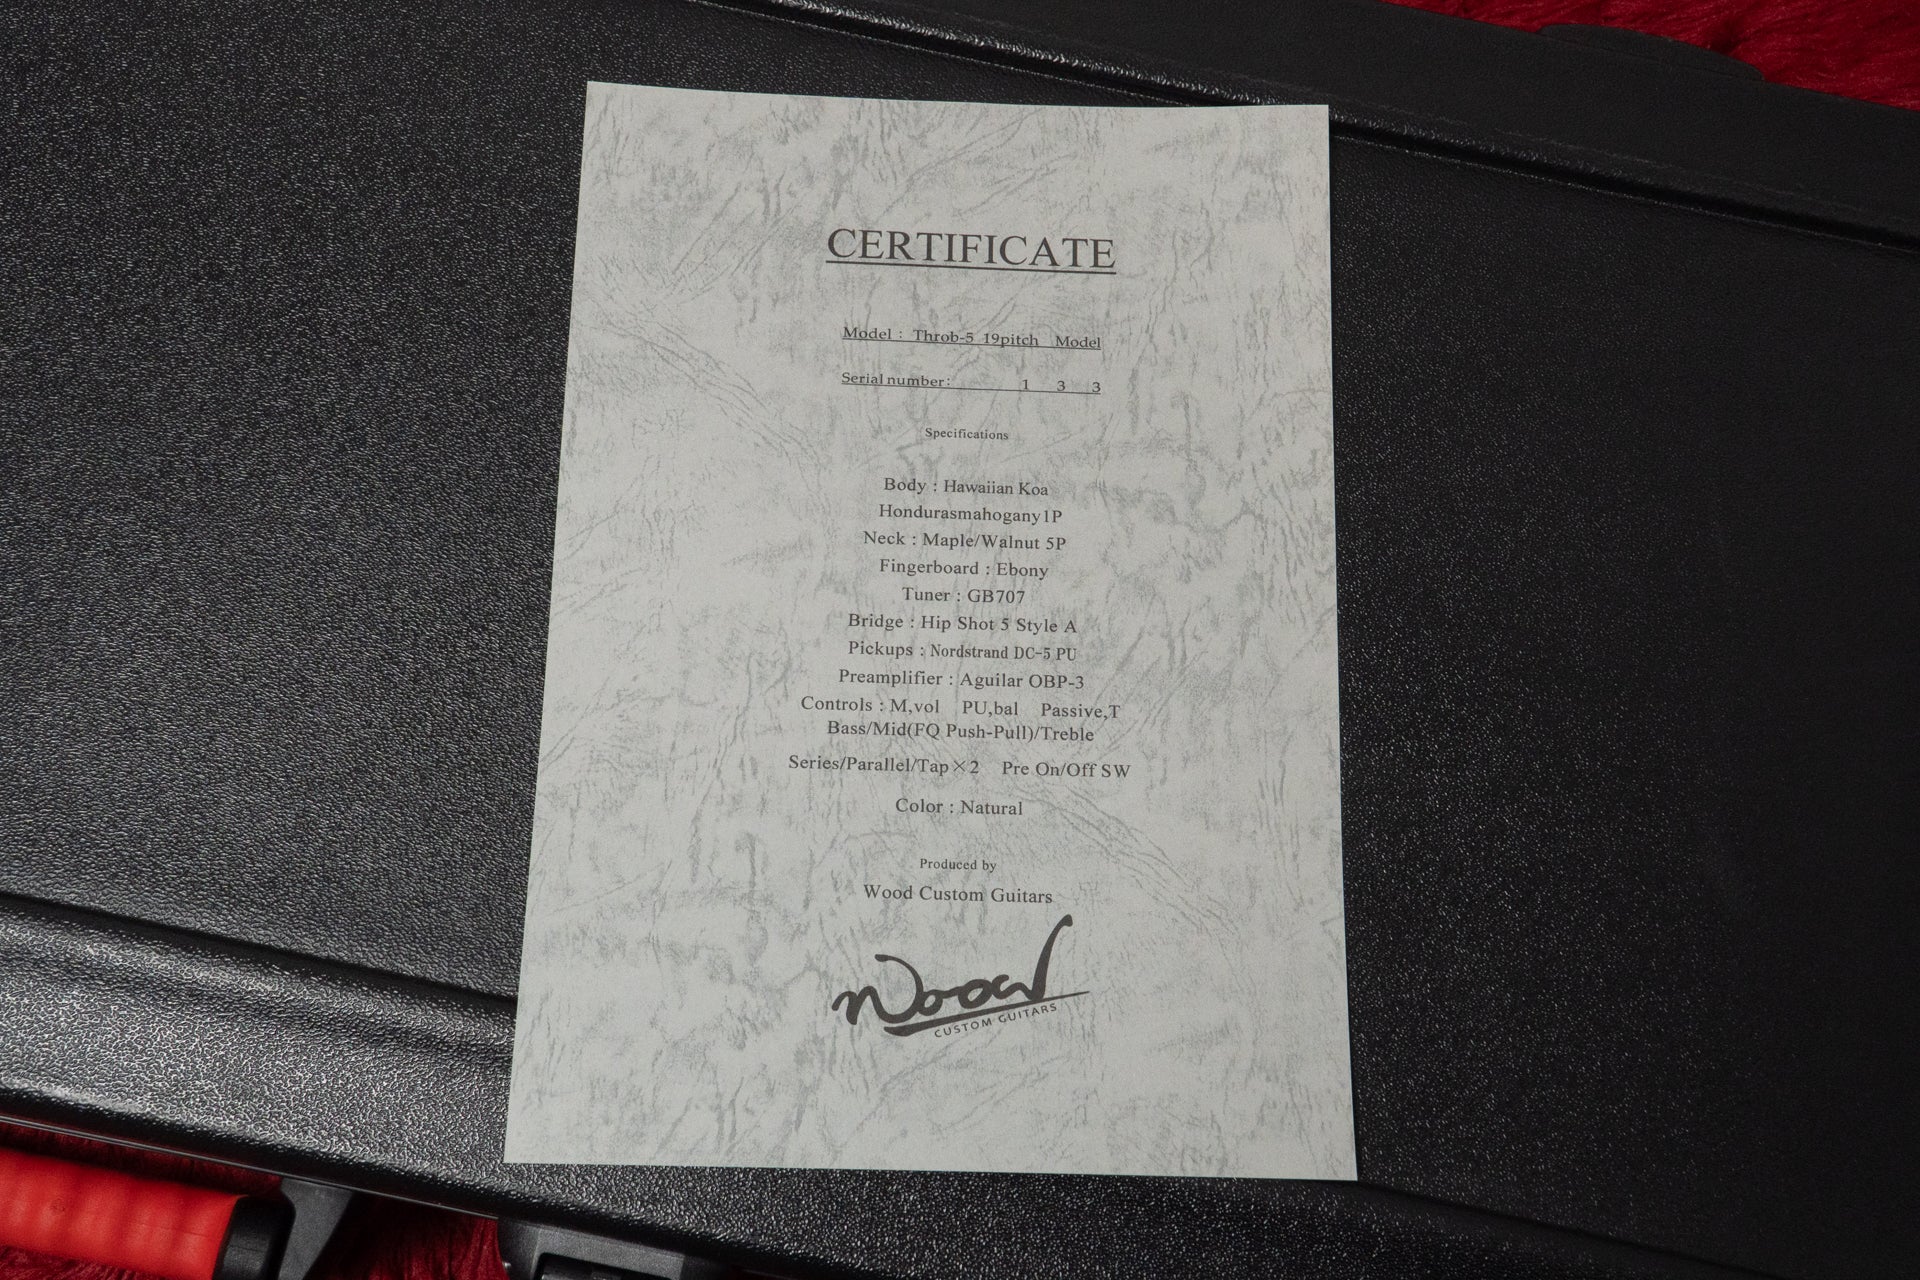 CERTIFICATE
Model : Throb-5 19pitch Model
Serial number: 1 3 3
Specifications
Body : Hawaiian Koa
Hondurasmahogany1P
Neck : Maple/Walnut 5P
Fingerboard : Ebony
Tuner : GB707
Bridge : Hip Shot 5 Style A
Pickups : Nordstrand DC-5 PU
Preamplifier : Aguilar OBP-3
Controls : M,vol PU,bal Passive,T
Bass/Mid(FQ Push-Pull)/Treble
Series/Parallel/Tap×2 Pre On/Off SW
Color : Natural
Produced by
Wood Custom Guitars
Wood
CUSTOM GUITARS